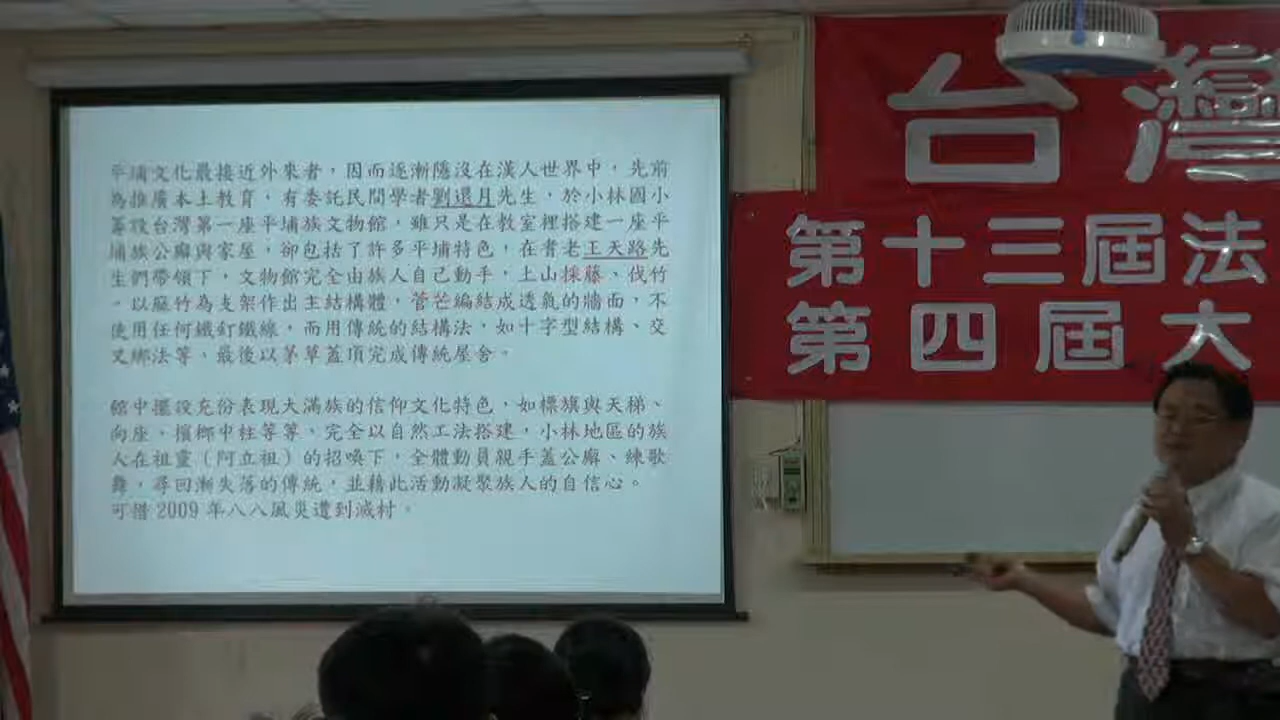 平埔文化最接近外來者，因而逐漸隱沒在漢人世界中，先前
為推廣本土教育，有委託民間學者劉還月先生，於小林國小
籌設台灣第一座平埔族文物館，雖只是在教室裡搭建一座平
埔族公廨與家屋，卻包括了許多平埔特色，在耆老王天路先
生們帶領下，文物館完全由族人自己動手，上山採藤、伐竹
，以麻竹為支架作出主結構體，菅芒編結成透氣的牆面，不
使用任何鐵釘鐵線，而用傳統的結構法，如十字型結構、交
叉綁法等，最後以茅草蓋頂完成傳統屋舍。
館中擺設充份表現大滿族的信仰文化特色，如標旗與天梯、
向座、檳榔中柱等等，完全以自然工法搭建，小林地區的族
人在祖靈（阿立祖）的招喚下，全體動員親手蓋公廨、練歌
舞，尋回漸失落的傳統，並藉此活動凝聚族人的自信心。
可惜 2009 年八八風災遭到滅村。
台灣
第十三屆法
第四屆大